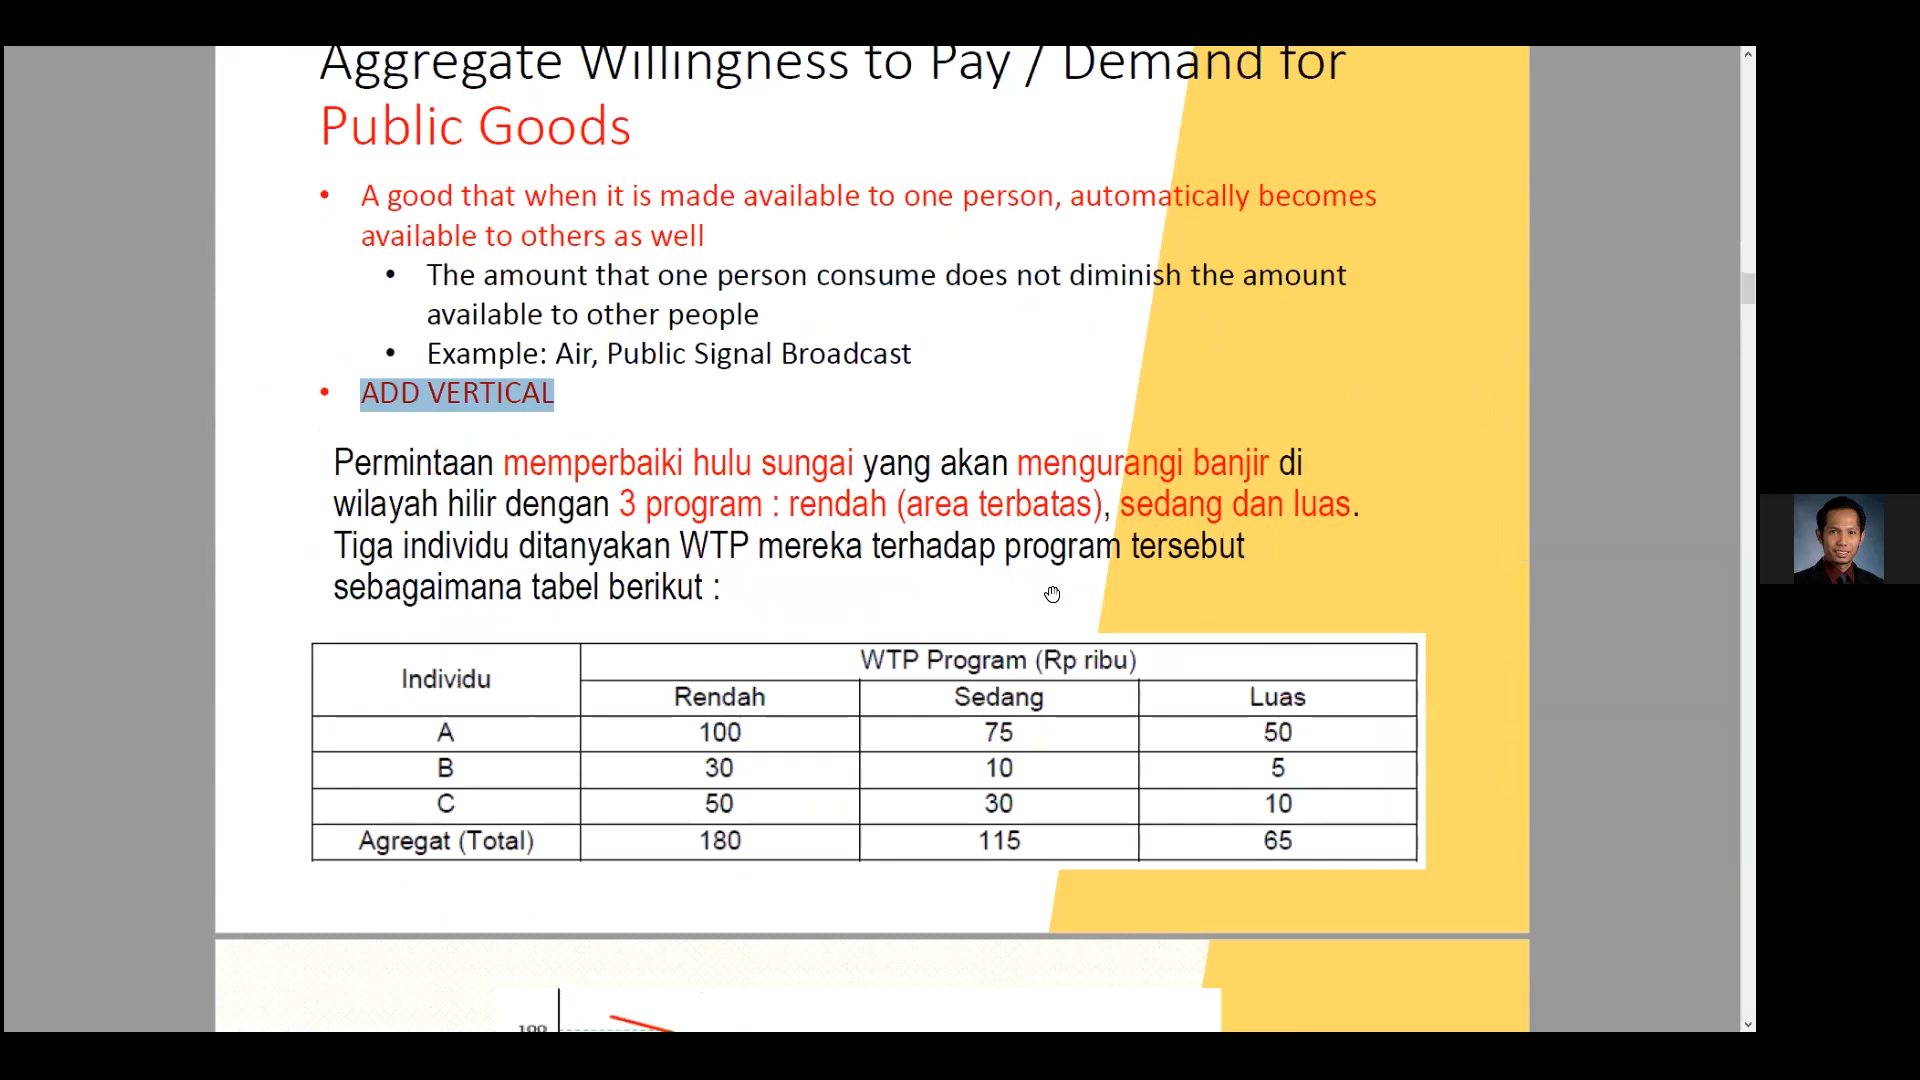 Aggregate Willingness to Pay / Demand for
Public Goods
• A good that when it is made available to one person, automatically becomes
available to others as well
• The amount that one person consume does not diminish the amount
available to other people
• Example: Air, Public Signal Broadcast
• ADD VERTICAL
Permintaan memperbaiki hulu sungai yang akan mengurangi banjir di
wilayah hilir dengan 3 program : rendah (area terbatas), sedang dan luas.
Tiga individu ditanyakan WTP mereka terhadap program tersebut
sebagaimana tabel berikut :
Individu WTP Program (Rp ribu)
Rendah Sedang Luas
A 100 75 50
B 30 10 5
C 50 30 10
Agregat (Total) 180 115 65